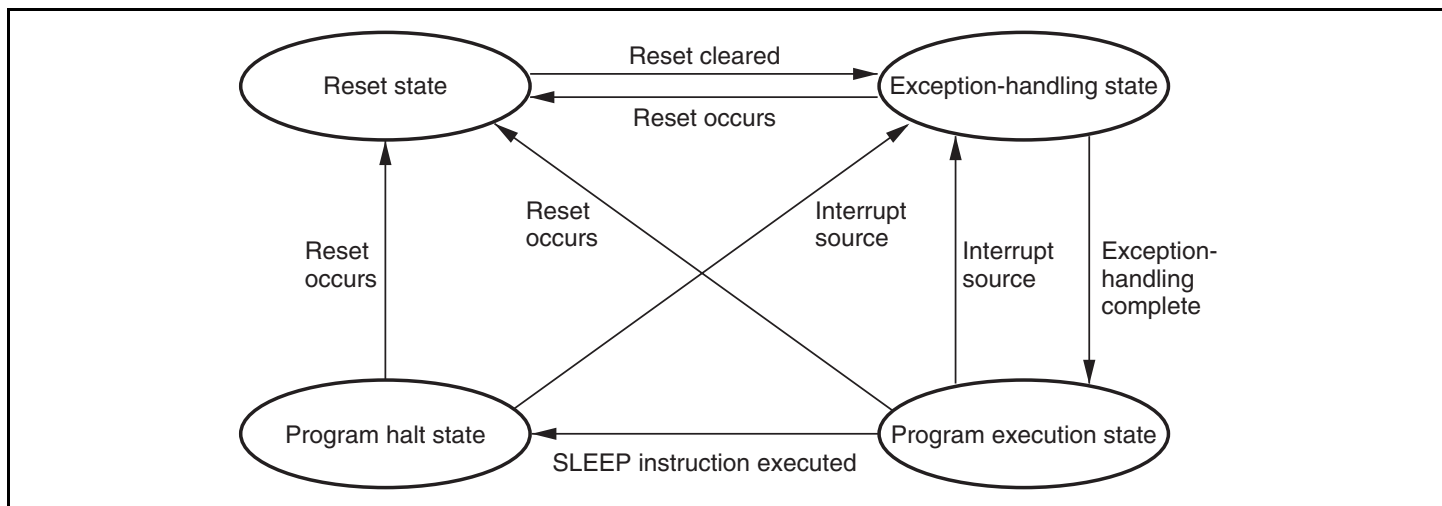 Reset cleared
Reset state
Exception-handling state
Reset occurs
Reset
occurs
Interrupt
source
Reset
occurs
Interrupt
source
Exception-
handling
complete
Program halt state
Program execution state
SLEEP instruction executed